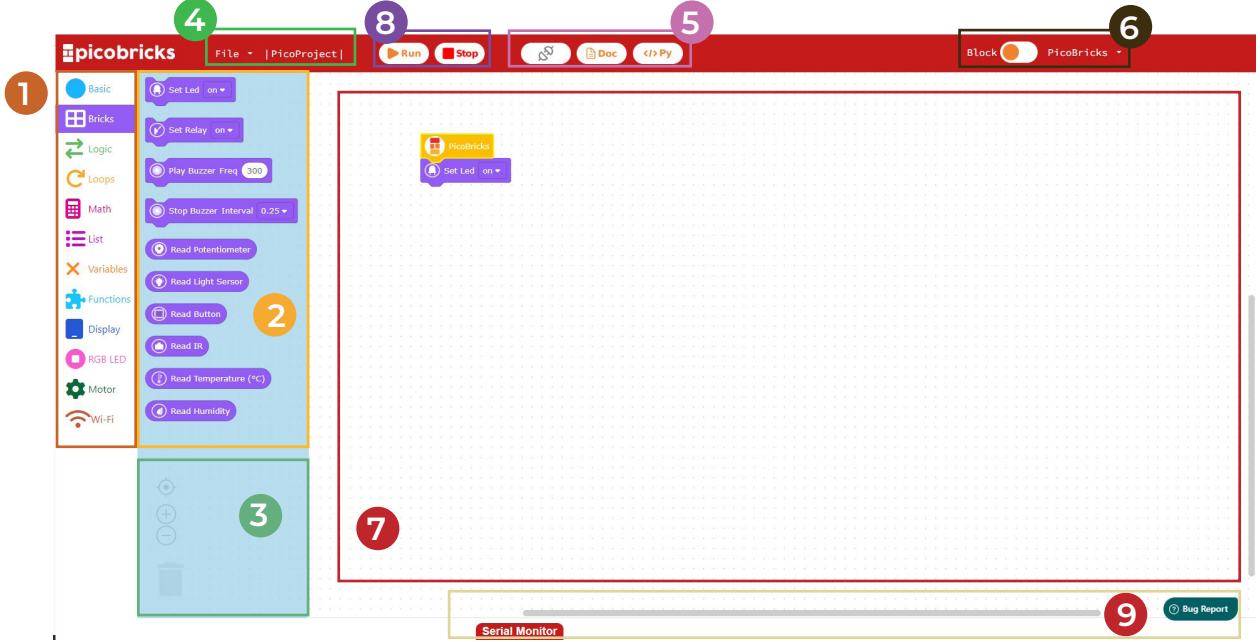 4
8
5
6
picobricks
File |PicoProject|
Run
Stop
Doc
</> Py
Block
PicoBricks
1
Basic
Bricks
Logic
Loops
Math
List
Variables
Functions
Display
RGB LED
Motor
Wi-Fi
Set Led on
Set Relay on
Play Buzzer Freq 300
Stop Buzzer Interval 0.25
Read Potentiometer
Read Light Sersor
Read Button
Read IR
Read Temperature (°C)
Read Humidity
2
3
PicoBricks
Set Led on
7
9
? Bug Report
Serial Monitor